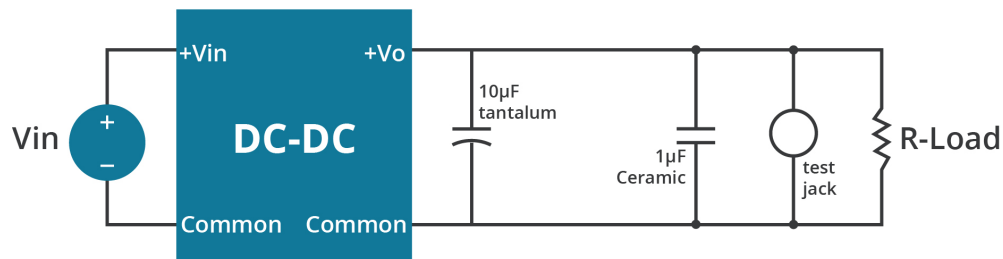 +Vin
+Vo
10µF
tantalum
Vin
+
−
DC-DC
R-Load
1µF
Ceramic
test
jack
Common
Common